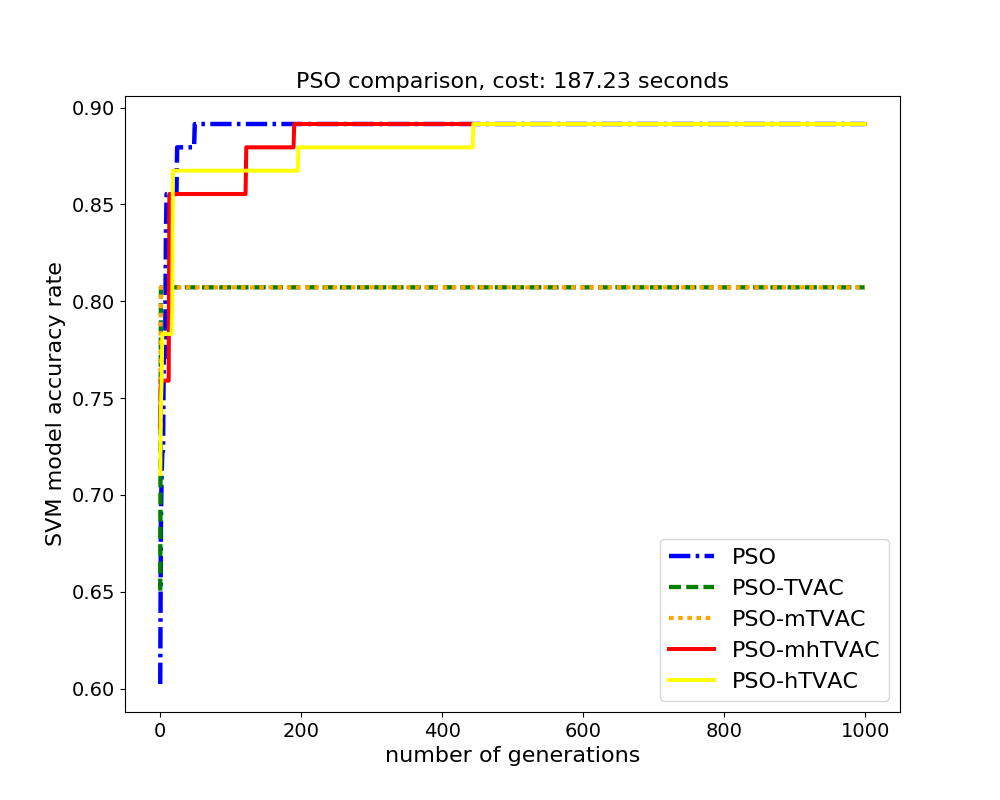 PSO comparison, cost: 187.23 seconds
0.90
0.85
0.80
0.75
0.70
0.65
0.60
SVM model accuracy rate
0 200 400 600 800 1000
number of generations
PSO
PSO-TVAC
PSO-mTVAC
PSO-mhTVAC
PSO-hTVAC